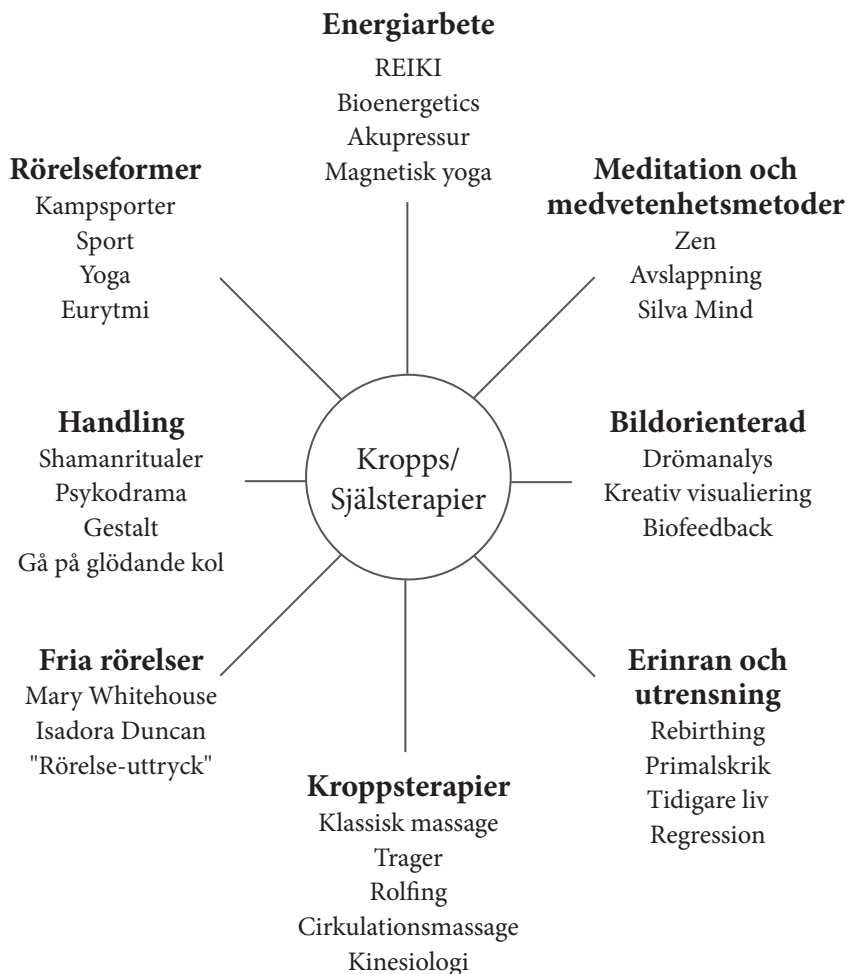 Energiarbete
REIKI
Bioenergetics
Akupressur
Magnetisk yoga
Rörelseformer
Kampsporter
Sport
Yoga
Eurytmi
Meditation och
medvetenhetsmetoder
Zen
Avslappning
Silva Mind
Handling
Shamanritualer
Psykodrama
Gestalt
Gå på glödande kol
Kropps/
Själsterapier
Bildorienterad
Drömanalys
Kreativ visualiering
Biofeedback
Fria rörelser
Mary Whitehouse
Isadora Duncan
"Rörelse-uttryck"
Kroppsterapier
Klassisk massage
Trager
Rolfing
Cirkulationsmassage
Kinesiologi
Erinran och
utrensning
Rebirthing
Primalskrik
Tidigare liv
Regression